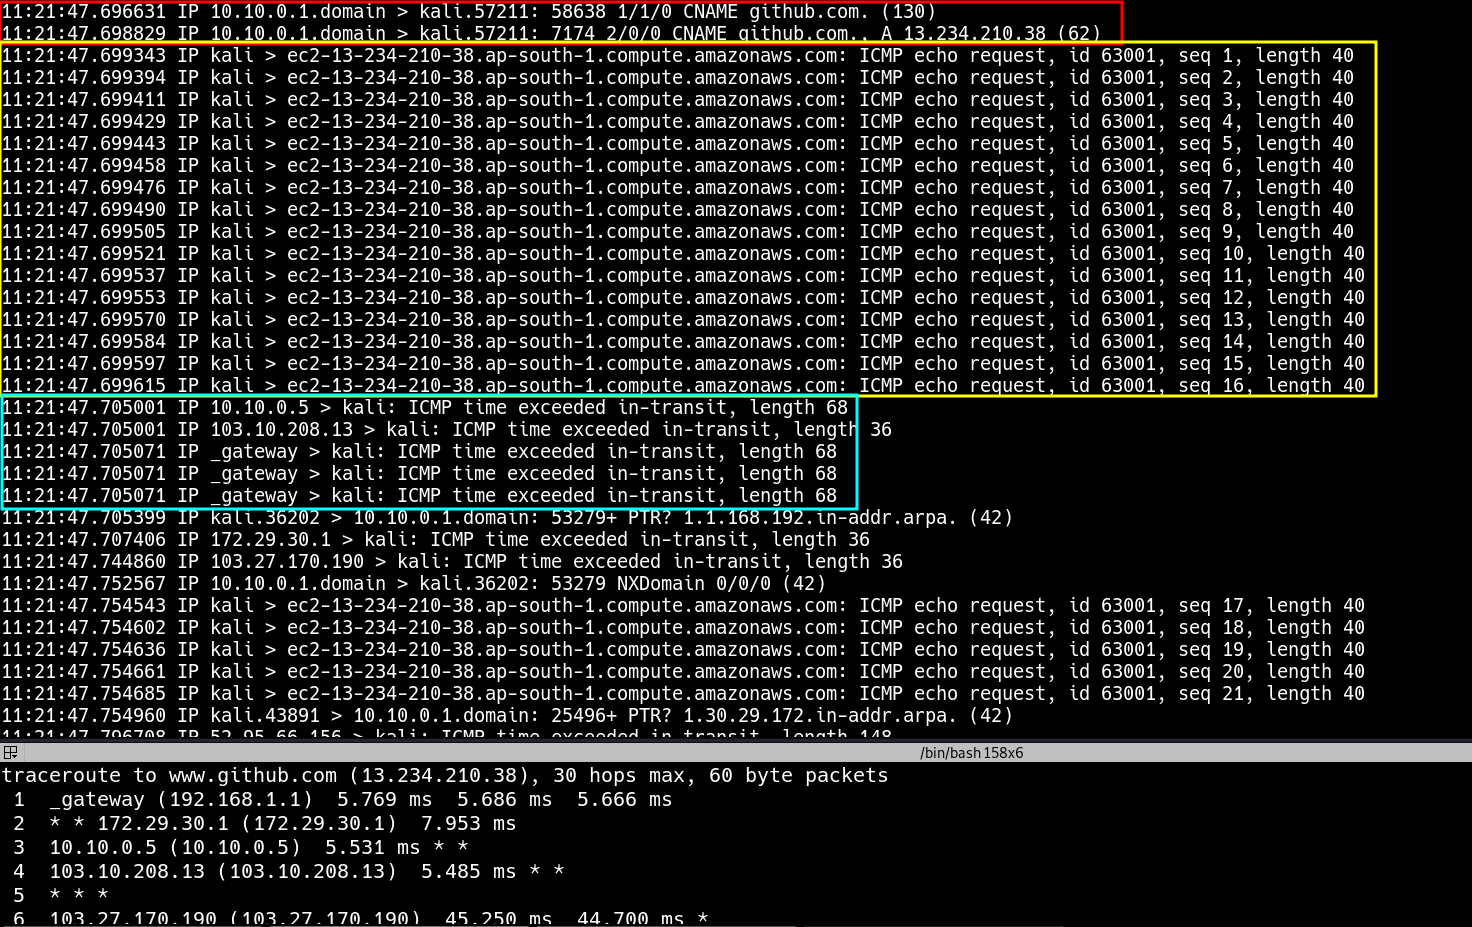 11:21:47.696631 IP 10.10.0.1.domain > kali.57211: 58638 1/1/0 CNAME github.com. (130)
11:21:47.698829 IP 10.10.0.1.domain > kali.57211: 7174 2/0/0 CNAME github.com., A 13.234.210.38 (62)
11:21:47.699343 IP kali > ec2-13-234-210-38.ap-south-1.compute.amazonaws.com: ICMP echo request, id 63001, seq 1, length 40
11:21:47.699394 IP kali > ec2-13-234-210-38.ap-south-1.compute.amazonaws.com: ICMP echo request, id 63001, seq 2, length 40
11:21:47.699411 IP kali > ec2-13-234-210-38.ap-south-1.compute.amazonaws.com: ICMP echo request, id 63001, seq 3, length 40
11:21:47.699429 IP kali > ec2-13-234-210-38.ap-south-1.compute.amazonaws.com: ICMP echo request, id 63001, seq 4, length 40
11:21:47.699443 IP kali > ec2-13-234-210-38.ap-south-1.compute.amazonaws.com: ICMP echo request, id 63001, seq 5, length 40
11:21:47.699458 IP kali > ec2-13-234-210-38.ap-south-1.compute.amazonaws.com: ICMP echo request, id 63001, seq 6, length 40
11:21:47.699476 IP kali > ec2-13-234-210-38.ap-south-1.compute.amazonaws.com: ICMP echo request, id 63001, seq 7, length 40
11:21:47.699490 IP kali > ec2-13-234-210-38.ap-south-1.compute.amazonaws.com: ICMP echo request, id 63001, seq 8, length 40
11:21:47.699505 IP kali > ec2-13-234-210-38.ap-south-1.compute.amazonaws.com: ICMP echo request, id 63001, seq 9, length 40
11:21:47.699521 IP kali > ec2-13-234-210-38.ap-south-1.compute.amazonaws.com: ICMP echo request, id 63001, seq 10, length 40
11:21:47.699537 IP kali > ec2-13-234-210-38.ap-south-1.compute.amazonaws.com: ICMP echo request, id 63001, seq 11, length 40
11:21:47.699553 IP kali > ec2-13-234-210-38.ap-south-1.compute.amazonaws.com: ICMP echo request, id 63001, seq 12, length 40
11:21:47.699570 IP kali > ec2-13-234-210-38.ap-south-1.compute.amazonaws.com: ICMP echo request, id 63001, seq 13, length 40
11:21:47.699584 IP kali > ec2-13-234-210-38.ap-south-1.compute.amazonaws.com: ICMP echo request, id 63001, seq 14, length 40
11:21:47.699597 IP kali > ec2-13-234-210-38.ap-south-1.compute.amazonaws.com: ICMP echo request, id 63001, seq 15, length 40
11:21:47.699615 IP kali > ec2-13-234-210-38.ap-south-1.compute.amazonaws.com: ICMP echo request, id 63001, seq 16, length 40
11:21:47.705001 IP 10.10.0.5 > kali: ICMP time exceeded in-transit, length 68
11:21:47.705001 IP 103.10.208.13 > kali: ICMP time exceeded in-transit, length 36
11:21:47.705071 IP _gateway > kali: ICMP time exceeded in-transit, length 68
11:21:47.705071 IP _gateway > kali: ICMP time exceeded in-transit, length 68
11:21:47.705071 IP _gateway > kali: ICMP time exceeded in-transit, length 68
11:21:47.705399 IP kali.36202 > 10.10.0.1.domain: 53279+ PTR? 1.1.168.192.in-addr.arpa. (42)
11:21:47.707406 IP 172.29.30.1 > kali: ICMP time exceeded in-transit, length 36
11:21:47.744860 IP 103.27.170.190 > kali: ICMP time exceeded in-transit, length 36
11:21:47.752567 IP 10.10.0.1.domain > kali.36202: 53279 NXDomain 0/0/0 (42)
11:21:47.754543 IP kali > ec2-13-234-210-38.ap-south-1.compute.amazonaws.com: ICMP echo request, id 63001, seq 17, length 40
11:21:47.754602 IP kali > ec2-13-234-210-38.ap-south-1.compute.amazonaws.com: ICMP echo request, id 63001, seq 18, length 40
11:21:47.754636 IP kali > ec2-13-234-210-38.ap-south-1.compute.amazonaws.com: ICMP echo request, id 63001, seq 19, length 40
11:21:47.754661 IP kali > ec2-13-234-210-38.ap-south-1.compute.amazonaws.com: ICMP echo request, id 63001, seq 20, length 40
11:21:47.754685 IP kali > ec2-13-234-210-38.ap-south-1.compute.amazonaws.com: ICMP echo request, id 63001, seq 21, length 40
11:21:47.754960 IP kali.43891 > 10.10.0.1.domain: 25496+ PTR? 1.30.29.172.in-addr.arpa. (42)
11:21:47.796708 IP 52.95.66.156 > kali: ICMP time exceeded in-transit, length 148
/bin/bash 158x6
traceroute to www.github.com (13.234.210.38), 30 hops max, 60 byte packets
1 _gateway (192.168.1.1) 5.769 ms 5.686 ms 5.666 ms
2 * * 172.29.30.1 (172.29.30.1) 7.953 ms
3 10.10.0.5 (10.10.0.5) 5.531 ms * *
4 103.10.208.13 (103.10.208.13) 5.485 ms * *
5 * * *
6 103.27.170.190 (103.27.170.190) 45.250 ms 44.700 ms *